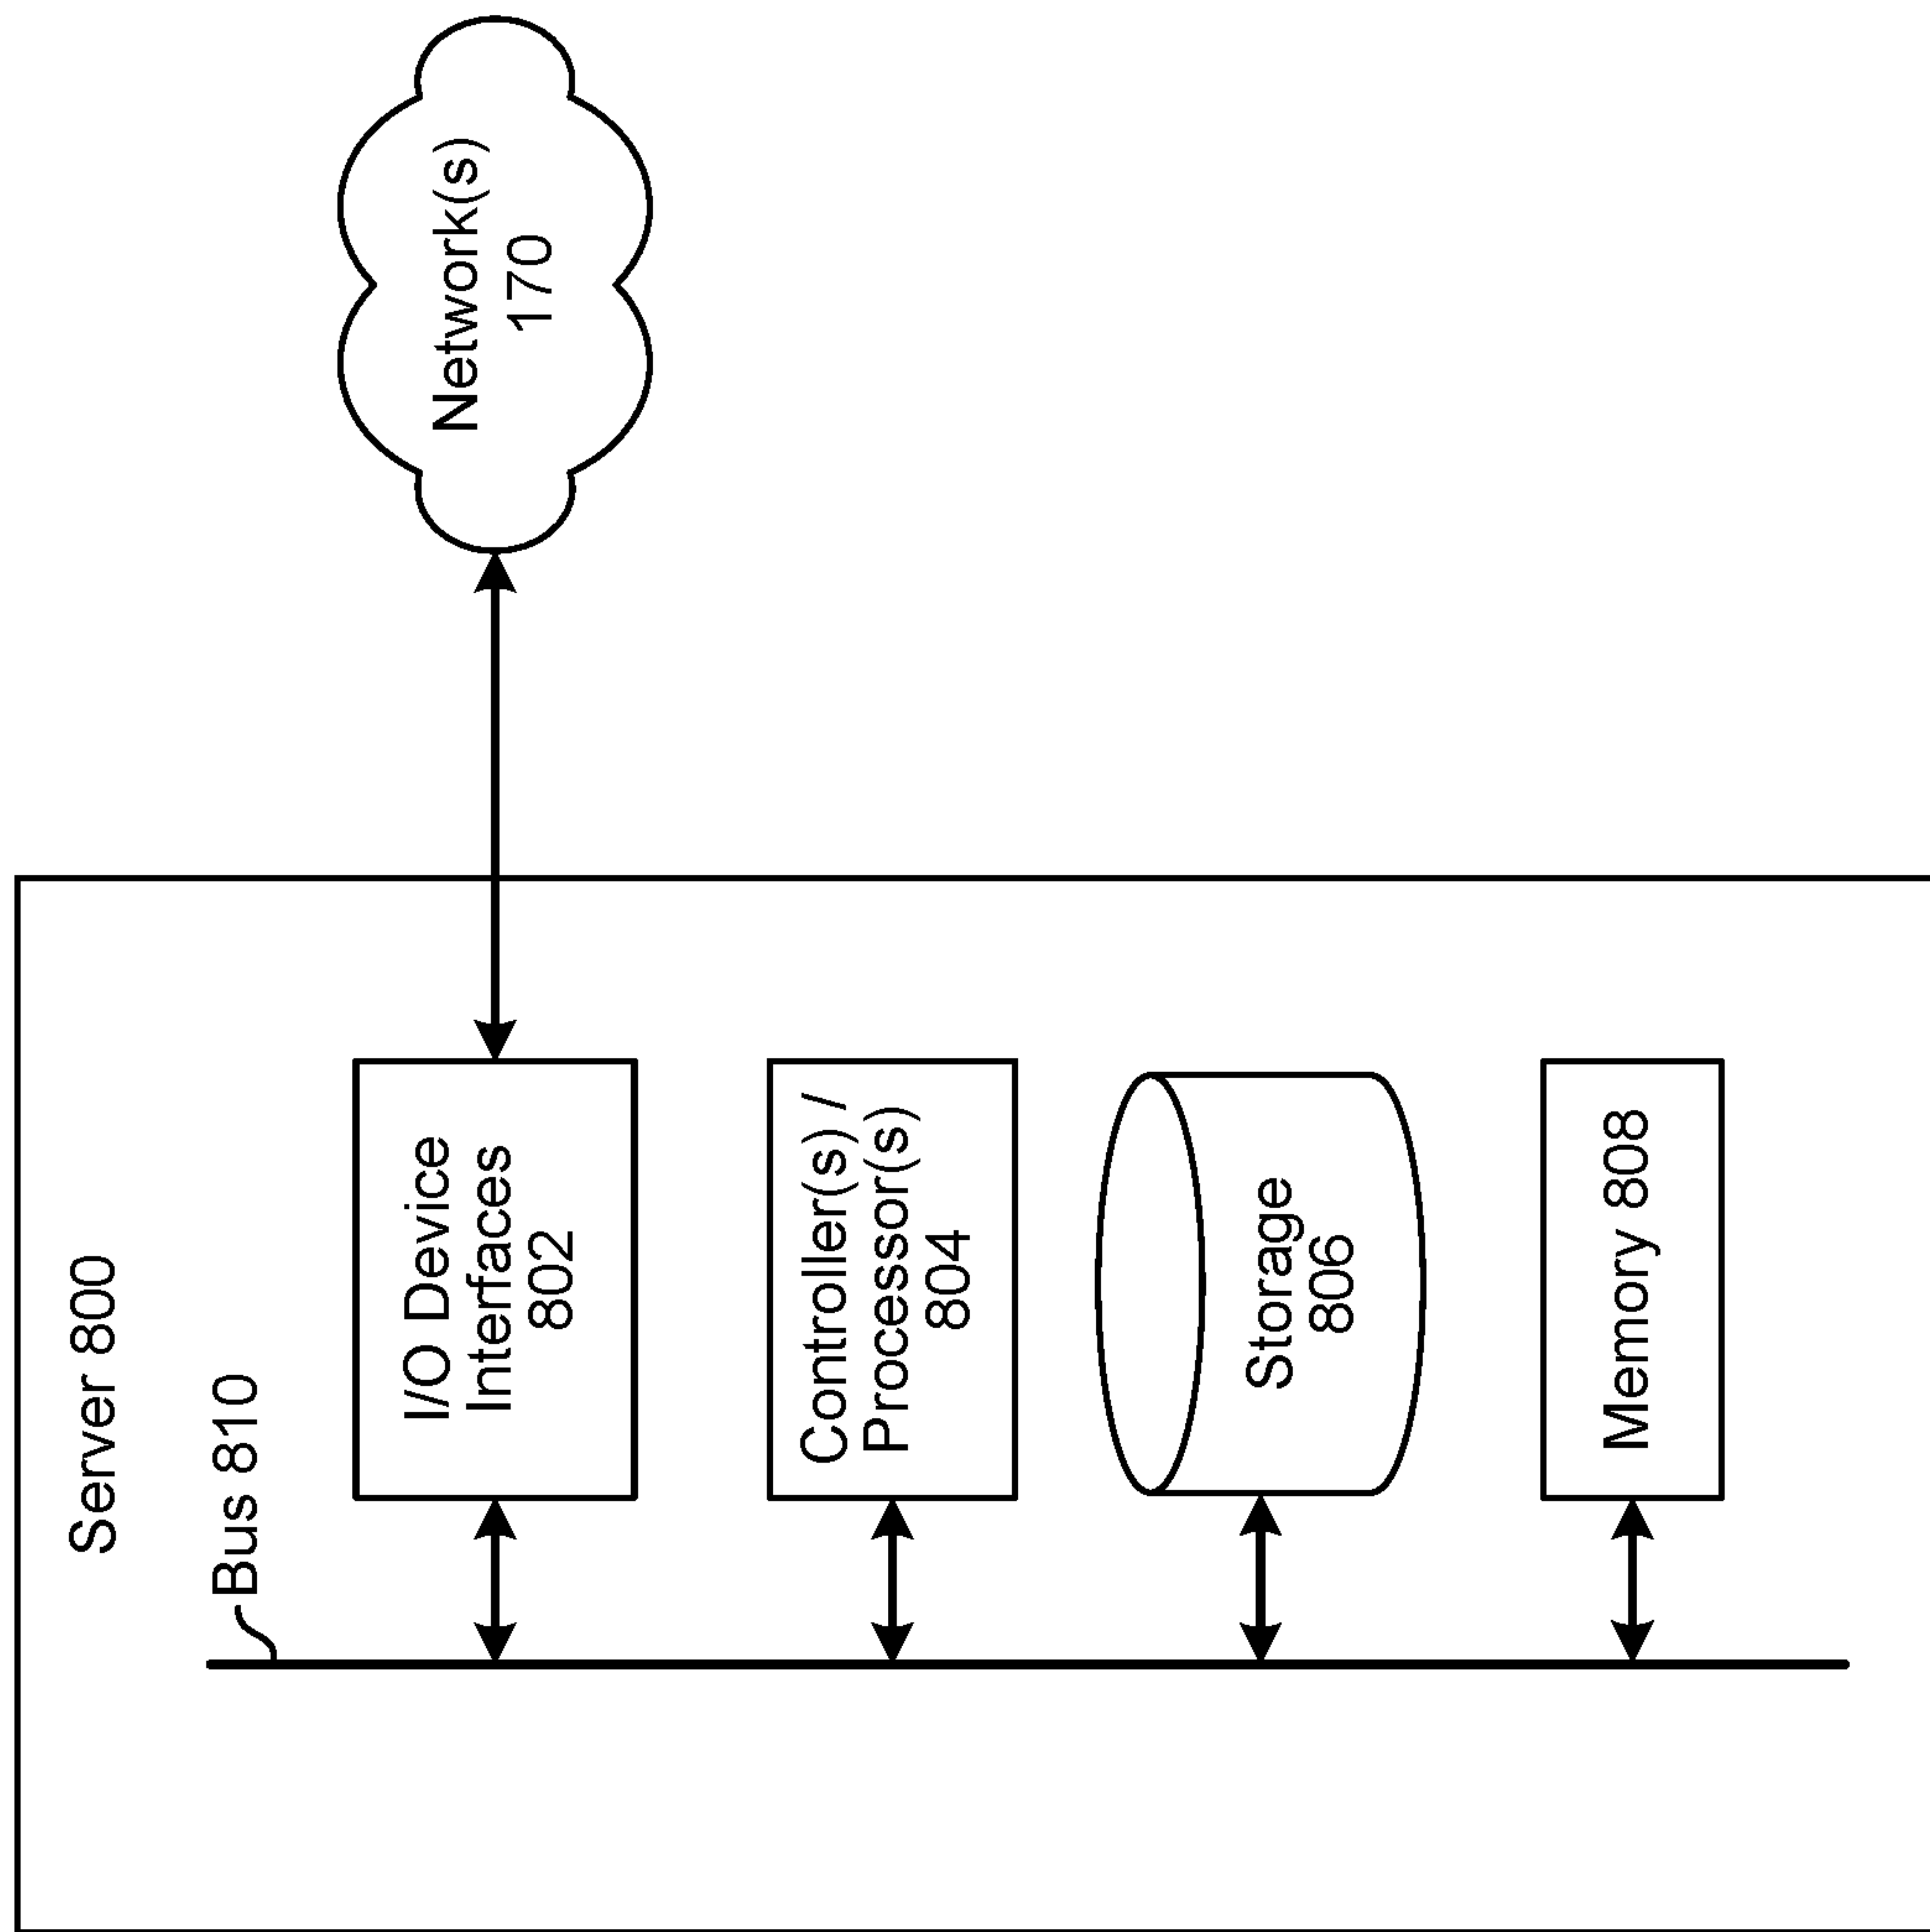 Server 800
Bus 810
I/O Device
Interfaces
802
Network(s)
170
Controller(s) /
Processor(s)
804
Storage
806
Memory 808